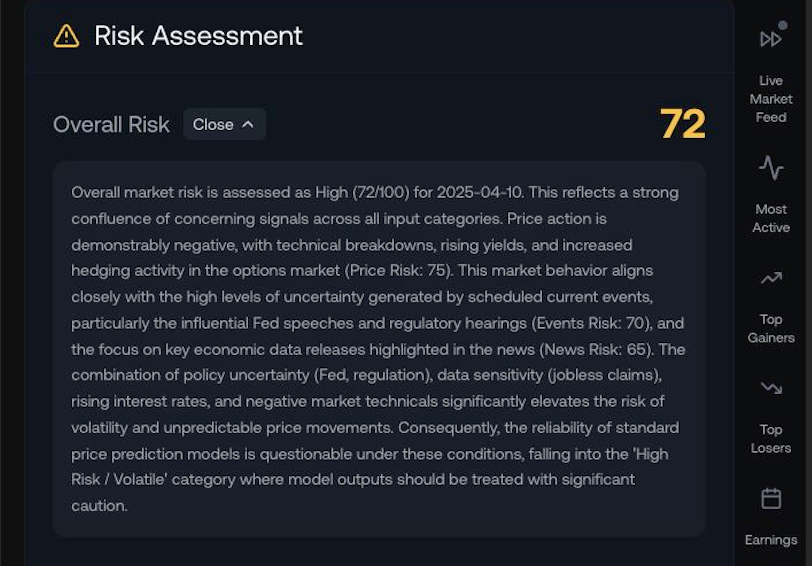 Risk Assessment
Overall Risk
Close
72
Overall market risk is assessed as High (72/100) for 2025-04-10. This reflects a strong
confluence of concerning signals across all input categories. Price action is
demonstrably negative, with technical breakdowns, rising yields, and increased
hedging activity in the options market (Price Risk: 75). This market behavior aligns
closely with the high levels of uncertainty generated by scheduled current events,
particularly the influential Fed speeches and regulatory hearings (Events Risk: 70), and
the focus on key economic data releases highlighted in the news (News Risk: 65). The
combination of policy uncertainty (Fed, regulation), data sensitivity (jobless claims),
rising interest rates, and negative market technicals significantly elevates the risk of
volatility and unpredictable price movements. Consequently, the reliability of standard
price prediction models is questionable under these conditions, falling into the 'High
Risk / Volatile' category where model outputs should be treated with significant
caution.
Live
Market
Feed
Most
Active
Top
Gainers
Top
Losers
Earnings